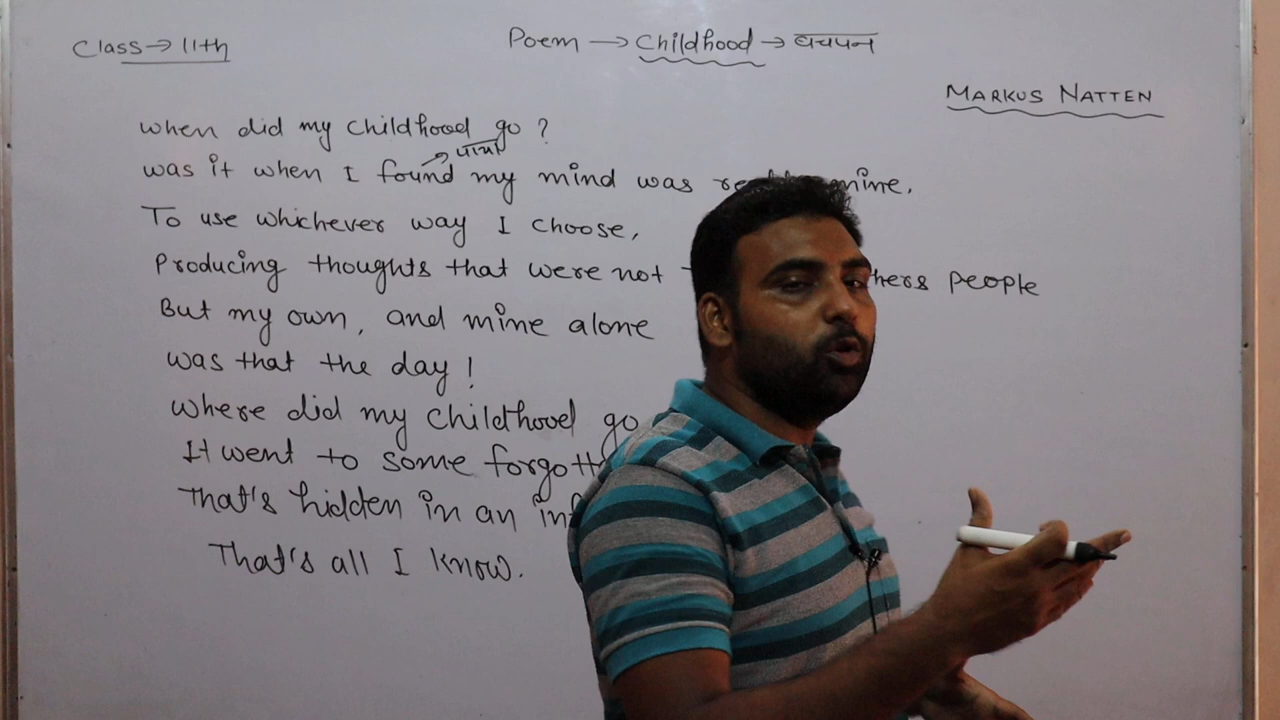 Class → 11th
Poem → Childhood → बचपन
MARKUS NATTEN
When did my childhood go ?
→ पाया
was it when I found my mind was mine.
To use whichever way I choose,
Producing thoughts that were not people
But my own, and mine alone
was that the day !
Where did my childhood go
It went to some
That's hidden in an
That's all I know.